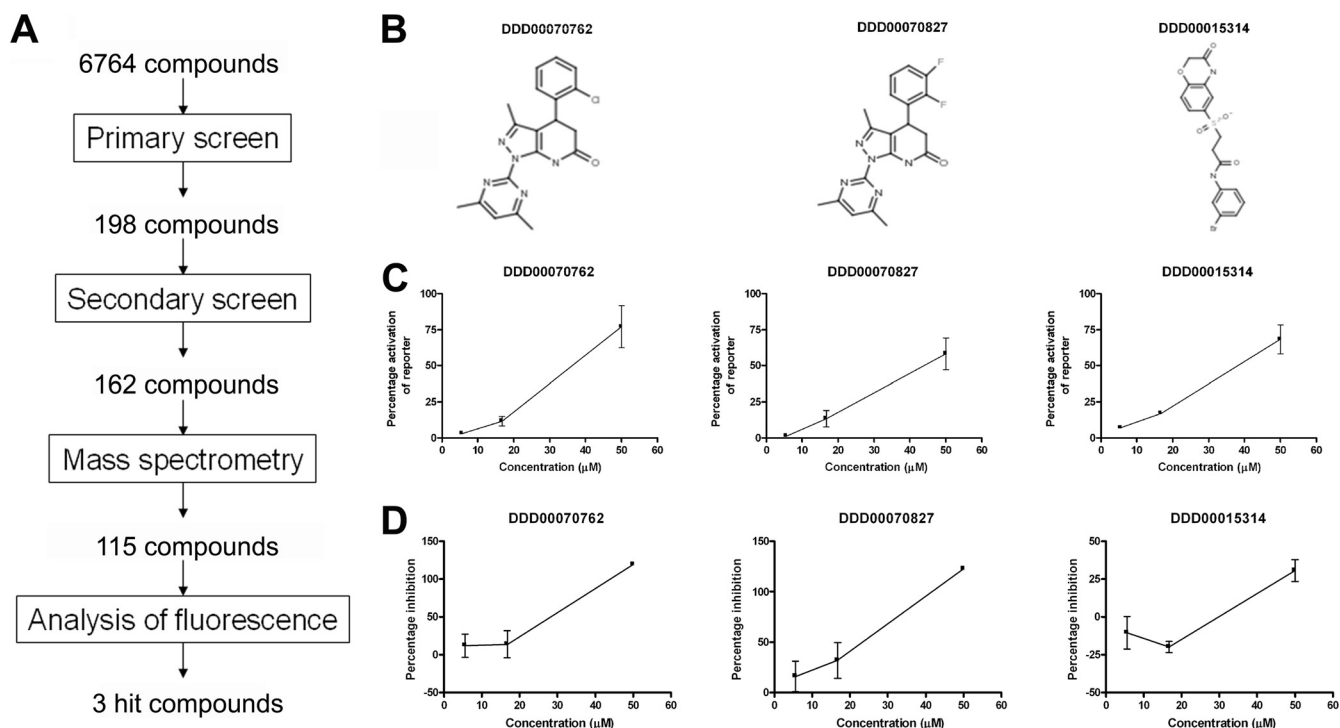 A
6764 compounds
Primary screen
198 compounds
Secondary screen
162 compounds
Mass spectrometry
115 compounds
Analysis of fluorescence
3 hit compounds
B
DDD00070762
DDD00070827
DDD00015314
Cl
N
N
N
O
N
N
F
F
N
N
N
O
N
N
O
O
N
S
O
O-
O
N
Br
C
DDD00070762
Percentage activation
of reporter
100
75
50
25
0
0 10 20 30 40 50 60
Concentration (µM)
DDD00070827
Percentage activation
of reporter
100
75
50
25
0
0 10 20 30 40 50 60
Concentration (µM)
DDD00015314
Percentage activation
of reporter
100
75
50
25
0
0 10 20 30 40 50 60
Concentration (µM)
D
DDD00070762
Percentage inhibition
150
100
50
0
-50
0 10 20 30 40 50 60
Concentration (µM)
DDD00070827
Percentage inhibition
150
100
50
0
0 10 20 30 40 50 60
Concentration (µM)
DDD00015314
Percentage inhibition
50
25
0
-25
-50
0 10 20 30 40 50 60
Concentration (µM)